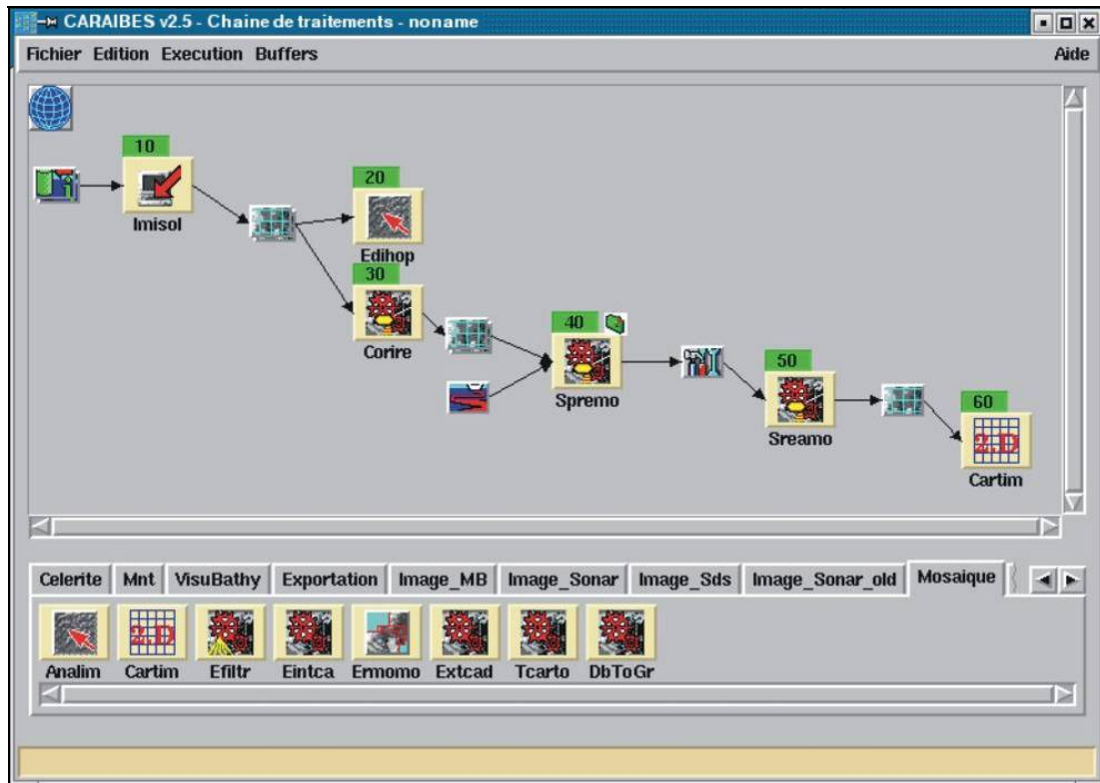 CARAIBES v2.5 - Chaine de traitements - noname
Fichier Edition Execution Buffers Aide
10
Imisol
20
Edihop
30
Corire
40
Spremo
50
Sreamo
60
2.D
Cartim
Celerite Mnt VisuBathy Exportation Image_MB Image_Sonar Image_Sds Image_Sonar_old Mosaique
2.D
Analim Cartim Efiltr Eintca Ermomo Extcad Tcarto DbToGr